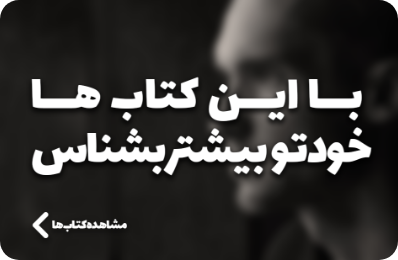 با این کتاب ها
خودتو بیشتر بشناس
مشاهده کتاب‌ها